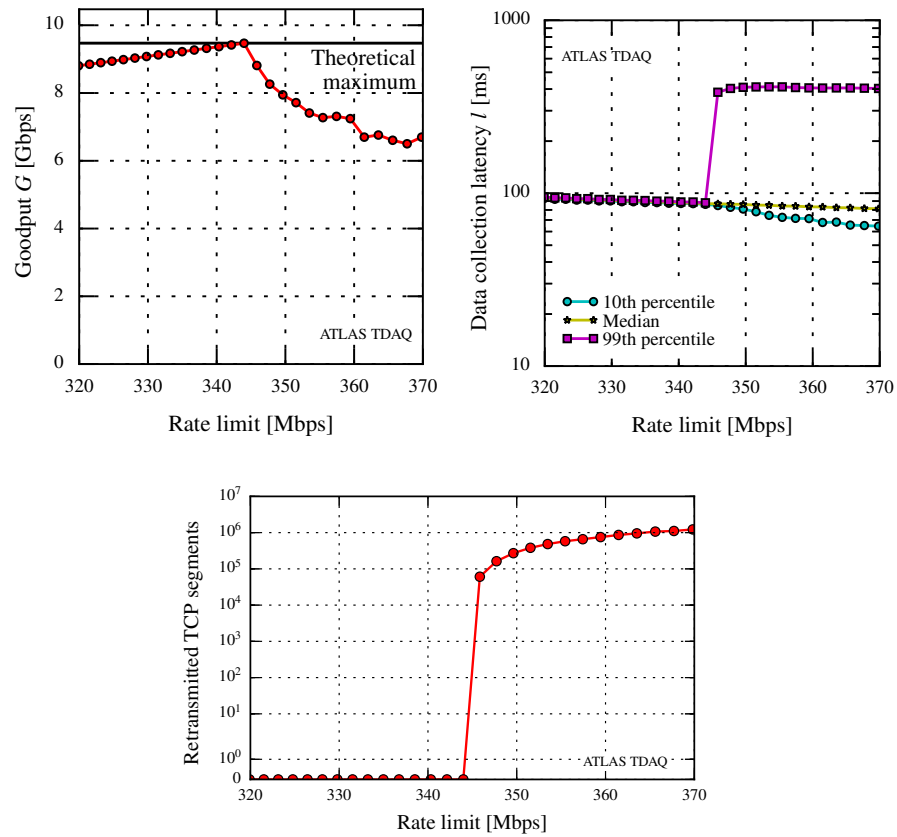 10
8
6
4
2
0
Goodput G [Gbps]
Theoretical
maximum
ATLAS TDAQ
320 330 340 350 360 370
Rate limit [Mbps]
1000
100
10
Data collection latency l [ms]
ATLAS TDAQ
10th percentile
Median
99th percentile
320 330 340 350 360 370
Rate limit [Mbps]
10^7
10^6
10^5
10^4
10^3
10^2
10^1
10^0
0
Retransmitted TCP segments
ATLAS TDAQ
320 330 340 350 360 370
Rate limit [Mbps]